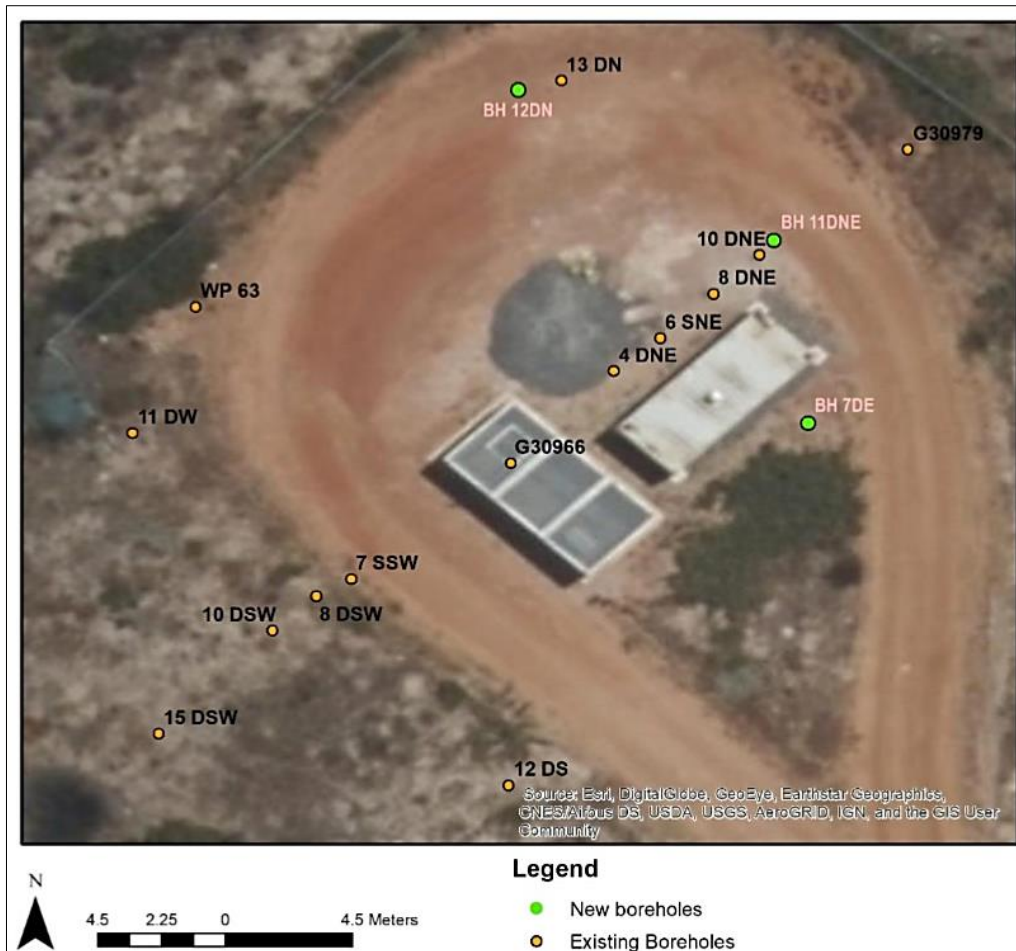 13 DN
BH 12DN
G30979
BH 11DNE
10 DNE
8 DNE
WP 63
6 SNE
4 DNE
BH 7DE
11 DW
G30966
7 SSW
8 DSW
10 DSW
15 DSW
12 DS
Source: Esri, DigitalGlobe, GeoEye, Earthstar Geographics,
CNES/Airbus DS, USDA, USGS, AeroGRID, IGN, and the GIS User
Community
Legend
N
4.5 2.25 0 4.5 Meters
New boreholes
Existing Boreholes